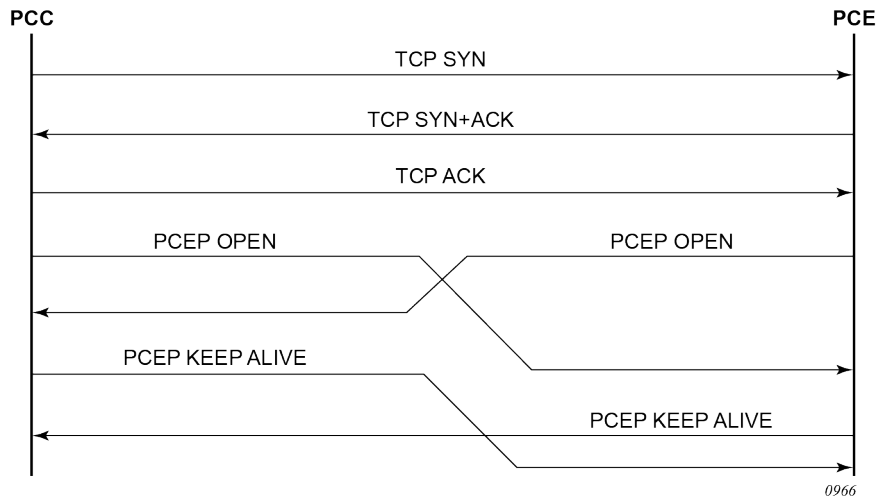 PCC PCE
TCP SYN
TCP SYN+ACK
TCP ACK
PCEP OPEN PCEP OPEN
PCEP KEEP ALIVE
PCEP KEEP ALIVE
0966